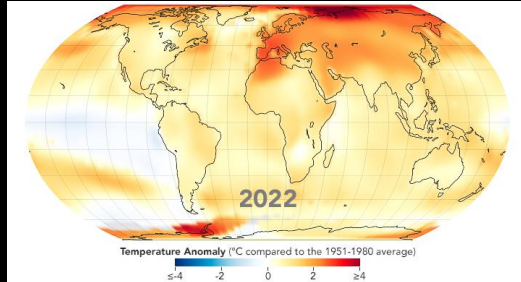 2022
Temperature Anomaly (°C compared to the 1951-1980 average)
≤-4 -2 0 2 ≥4